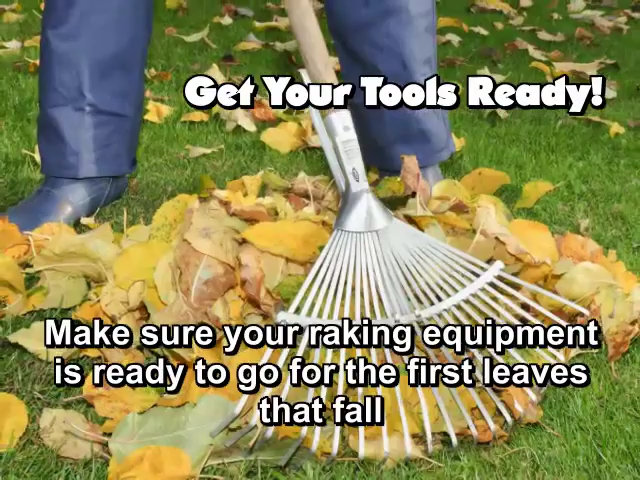 Get Your Tools Ready!
Make sure your raking equipment
is ready to go for the first leaves
that fall